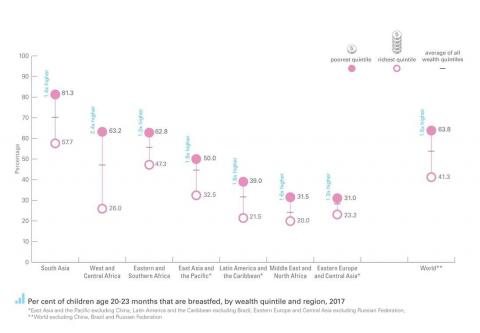 poorest quintile
richest quintile
average of all
wealth quintiles
100
90
80
70
60
50
40
30
20
10
0
Percentage
1.4x higher
81.3
57.7
2.4x higher
63.2
26.0
1.3x higher
62.8
47.3
1.5x higher
50.0
32.5
1.8x higher
39.0
21.5
1.6x higher
31.5
20.0
1.3x higher
31.0
23.2
1.5x higher
63.8
41.3
South Asia
West and
Central Africa
Eastern and
Southern Africa
East Asia and
the Pacific*
Latin America and
the Caribbean*
Middle East and
North Africa
Eastern Europe and
Central Asia*
World**
Per cent of children age 20-23 months that are breastfed, by wealth quintile and region, 2017
*East Asia and the Pacific excluding China, Latin America and the Caribbean excluding Brazil, Eastern Europe and Central Asia excluding Russian Federation,
**World excluding China, Brazil and Russian Federation